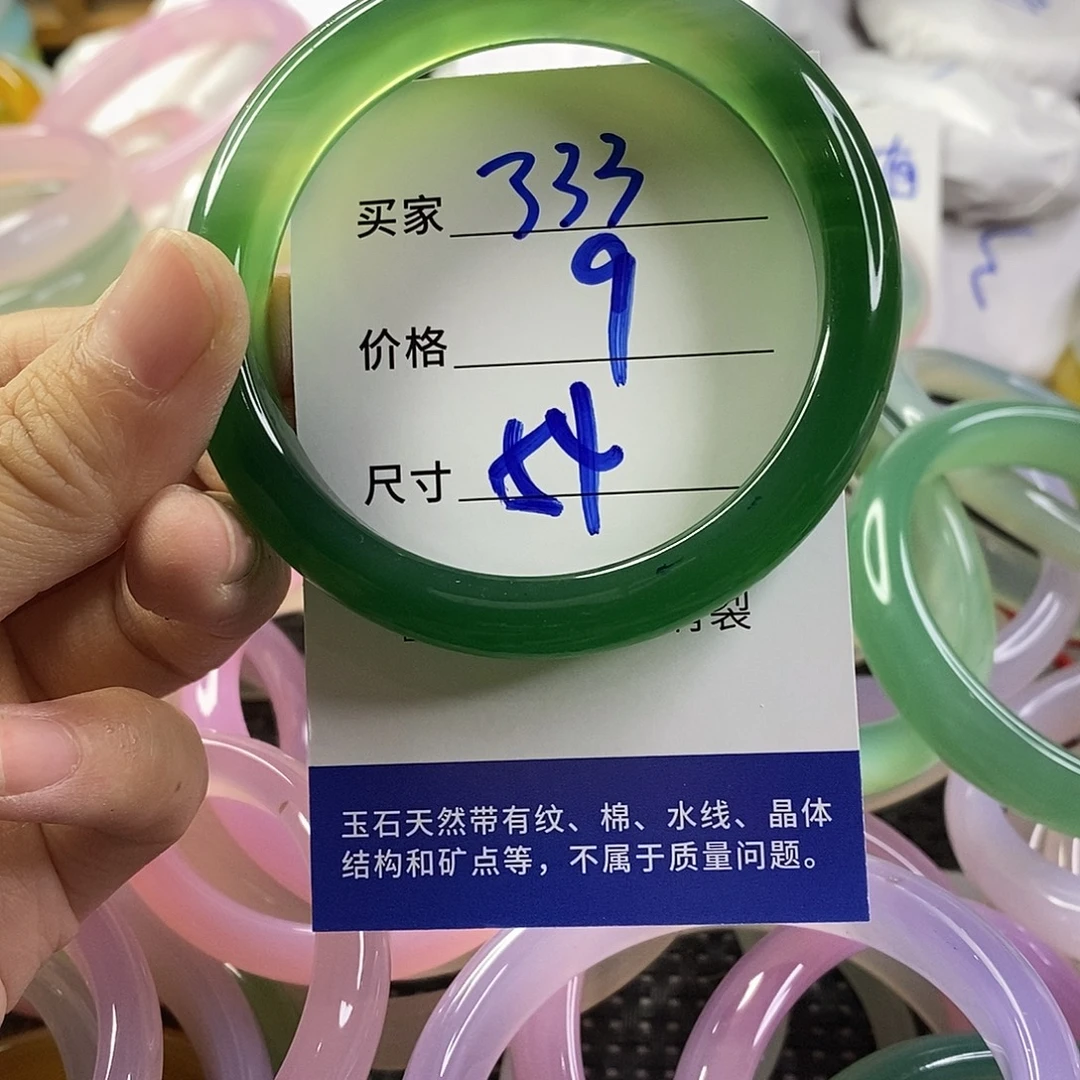 买家 333
价格 9
尺寸 54
裂
玉石天然带有纹、棉、水线、晶体
结构和矿点等，不属于质量问题。